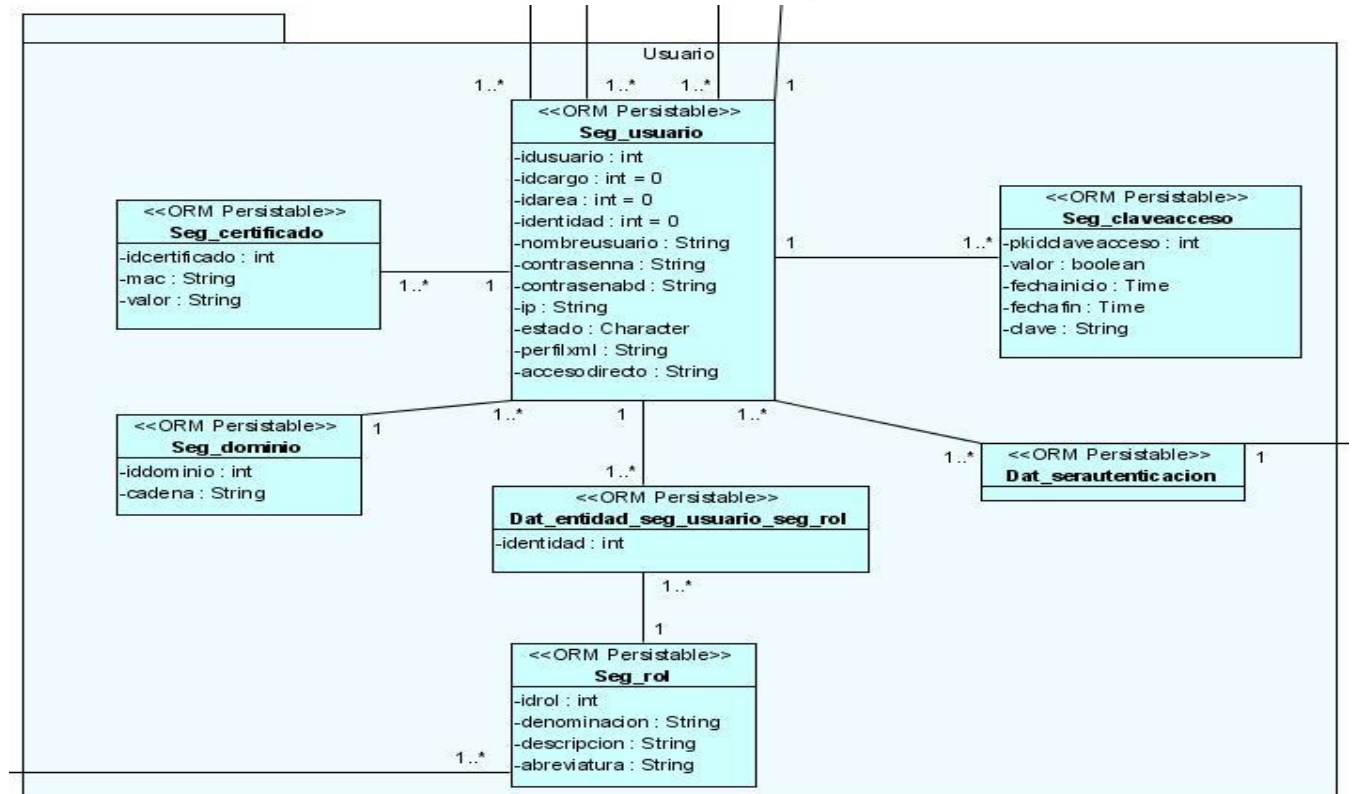 Usuario
1..*
1..*
1..*
1
<<ORM Persistable>>
Seg_usuario
-idusuario : int
-idcargo : int = 0
-idarea : int = 0
-identidad : int = 0
-nombreusuario : String
-contrasenna : String
-contrasenabd : String
-ip : String
-estado : Character
-perfilxml : String
-accesodirecto : String
<<ORM Persistable>>
Seg_certificado
-idcertificado : int
-mac : String
-valor : String
1..*
1
1
1..*
<<ORM Persistable>>
Seg_claveacceso
-pkidclaveacceso : int
-valor : boolean
-fechainicio : Time
-fechafin : Time
-clave : String
<<ORM Persistable>>
Seg_dominio
-iddominio : int
-cadena : String
1
1..*
1
1..*
1..*
<<ORM Persistable>>
Dat_serautenticacion
1
1..*
<<ORM Persistable>>
Dat_entidad_seg_usuario_seg_rol
-identidad : int
1..*
1
<<ORM Persistable>>
Seg_rol
-idrol : int
-denominacion : String
-descripcion : String
-abreviatura : String
1..*